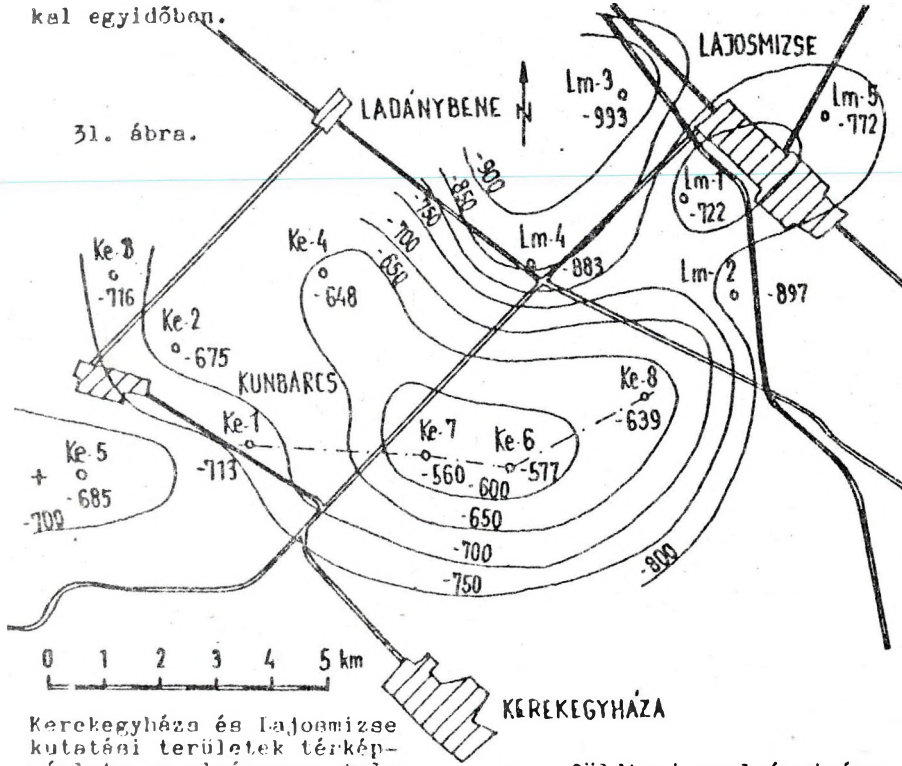 kal egyidőben.
LAJOSMIZSE
Lm-3
-993
LADÁNYBENE
N
Lm-5
-772
31. ábra.
-900
-850
-750
Lm-1
-722
-700
-650
Ke-4
-648
Lm-4
-883
Lm-2
-897
-716
Ke-2
-675
KUNBARCS
Ke-8
-639
Ke-1
-713
Ke-7
-560
Ke-6
-577
-600
Ke-5
-685
-700
-650
-700
-750
-800
0 1 2 3 4 5 km
KEREKEGYHÁZA
Kerekegyháza és Lajosmizse
kutatási területek térkép-